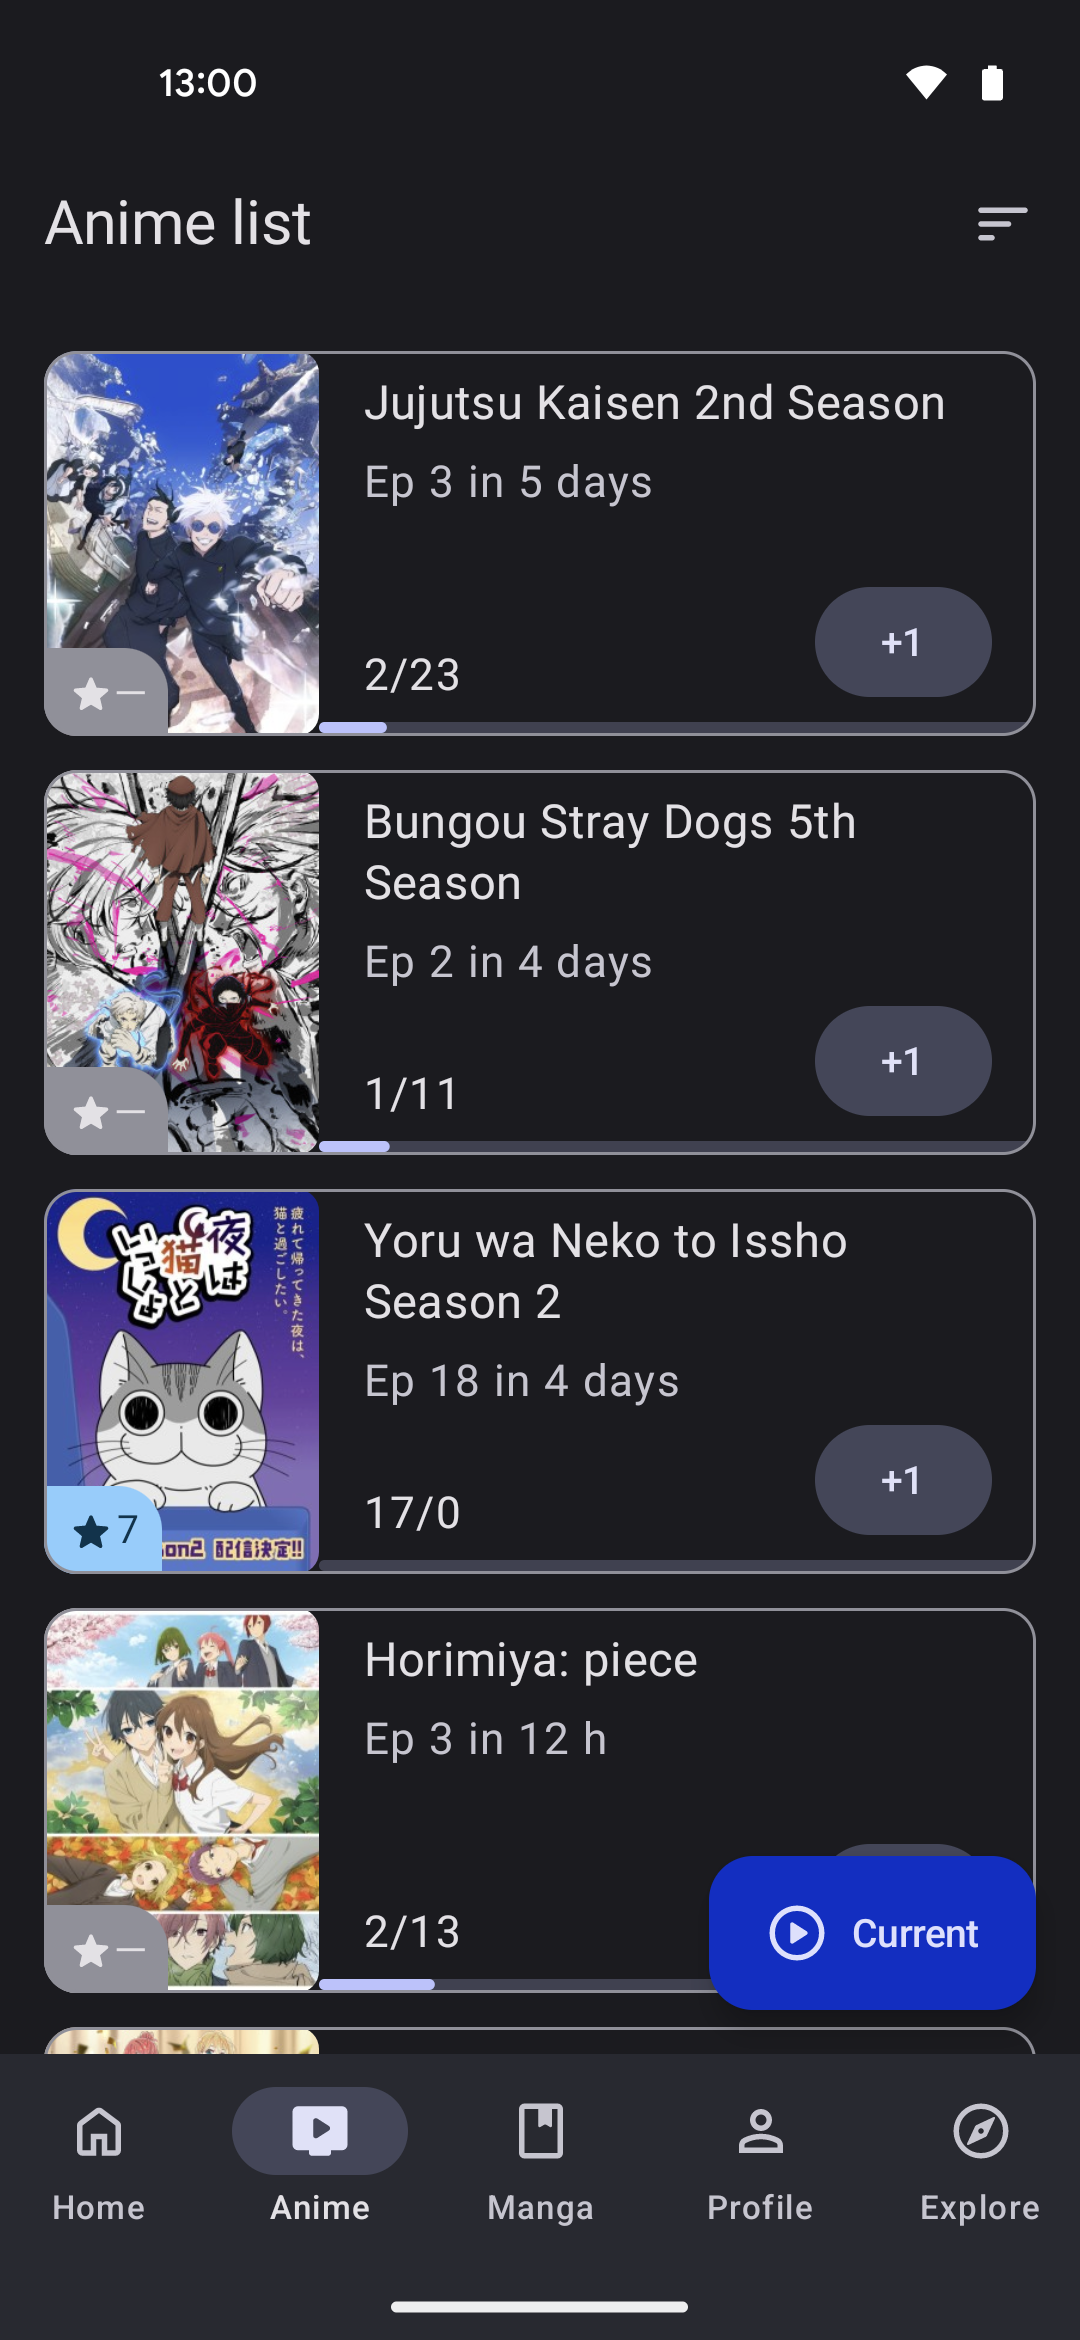 13:00
Anime list
Jujutsu Kaisen 2nd Season
Ep 3 in 5 days
2/23
+1
—
Bungou Stray Dogs 5th
Season
Ep 2 in 4 days
1/11
+1
—
夜は
猫と
いっしょ
疲れて帰ってきた夜は、
猫と過ごしたい。
配信決定!!
7
Yoru wa Neko to Issho
Season 2
Ep 18 in 4 days
17/0
+1
Horimiya: piece
Ep 3 in 12 h
2/13
—
Current
Home
Anime
Manga
Profile
Explore